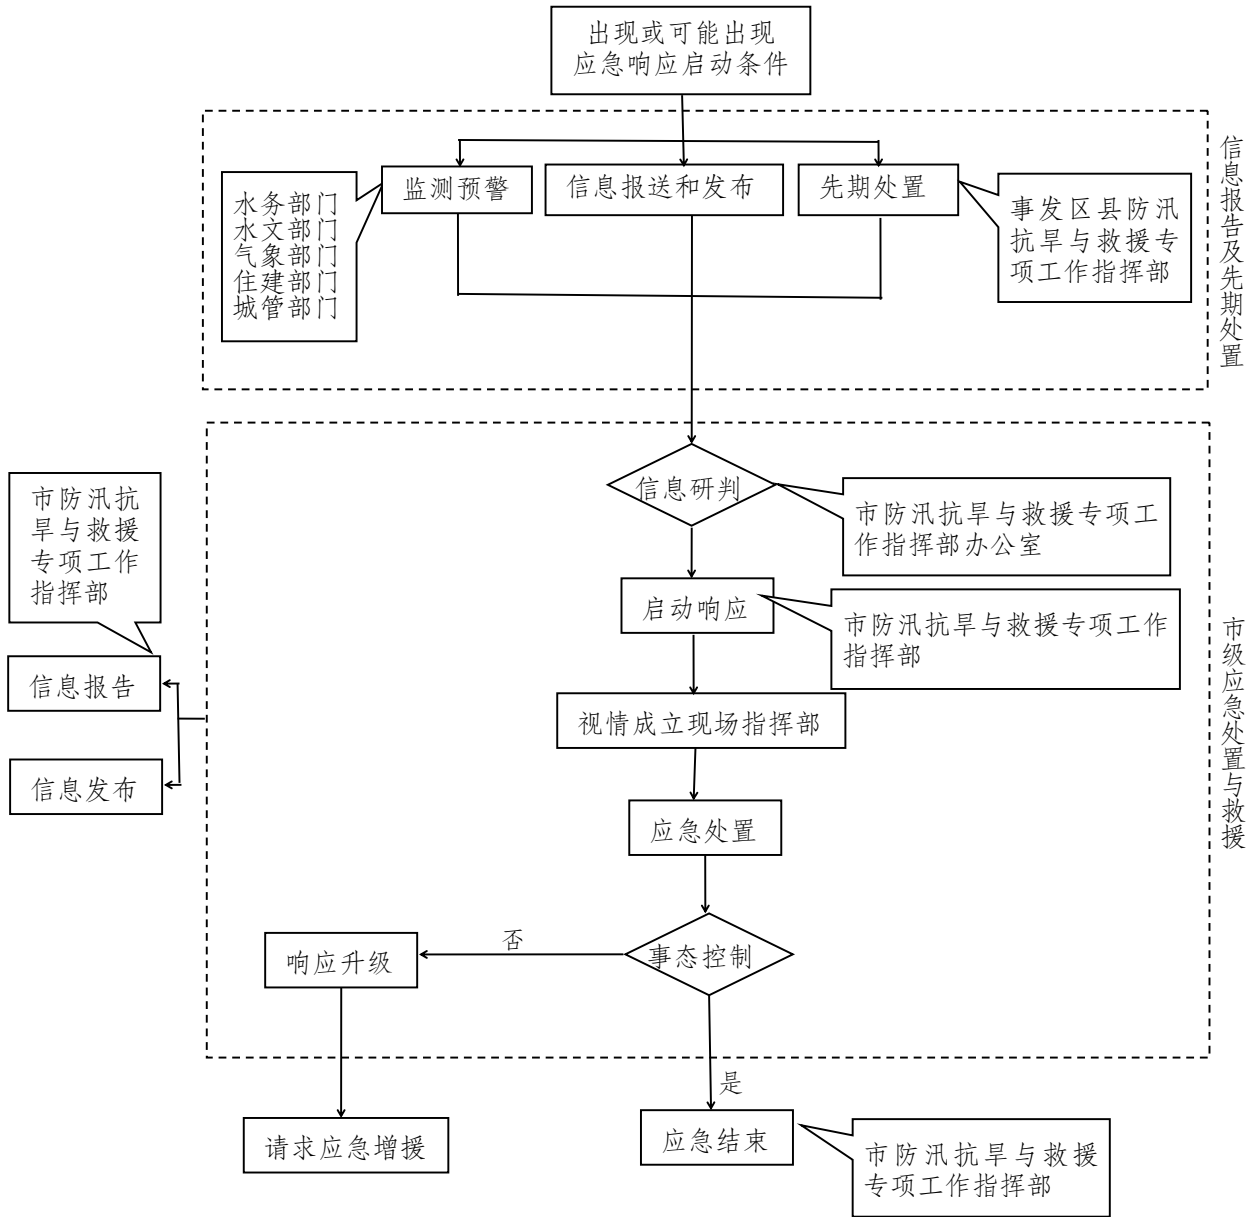 出现或可能出现
应急响应启动条件
监测预警
信息报送和发布
先期处置
水务部门
水文部门
气象部门
住建部门
城管部门
事发区县防汛
抗旱与救援专
项工作指挥部
信息报告及先期处置
信息研判
市防汛抗旱与救援专项工
作指挥部办公室
市防汛抗
旱与救援
专项工作
指挥部
启动响应
市防汛抗旱与救援专项工作
指挥部
信息报告
视情成立现场指挥部
信息发布
应急处置
市级应急处置与救援
事态控制
否
响应升级
是
请求应急增援
应急结束
市防汛抗旱与救援
专项工作指挥部